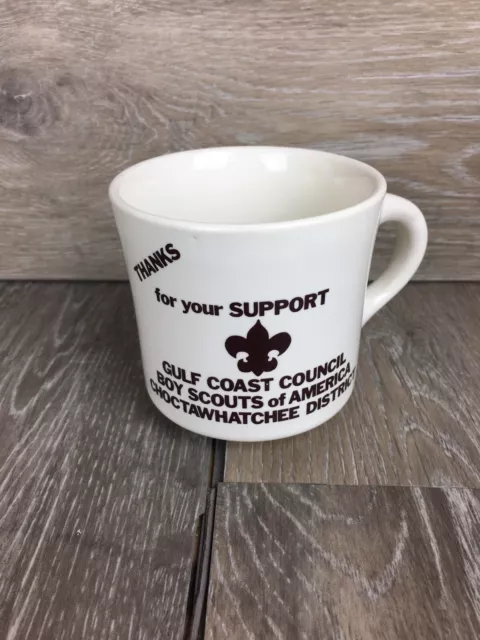 THANKS
for your SUPPORT
GULF COAST COUNCIL
BOY SCOUTS of AMERICA
CHOCTAWHATCHEE DISTRICT